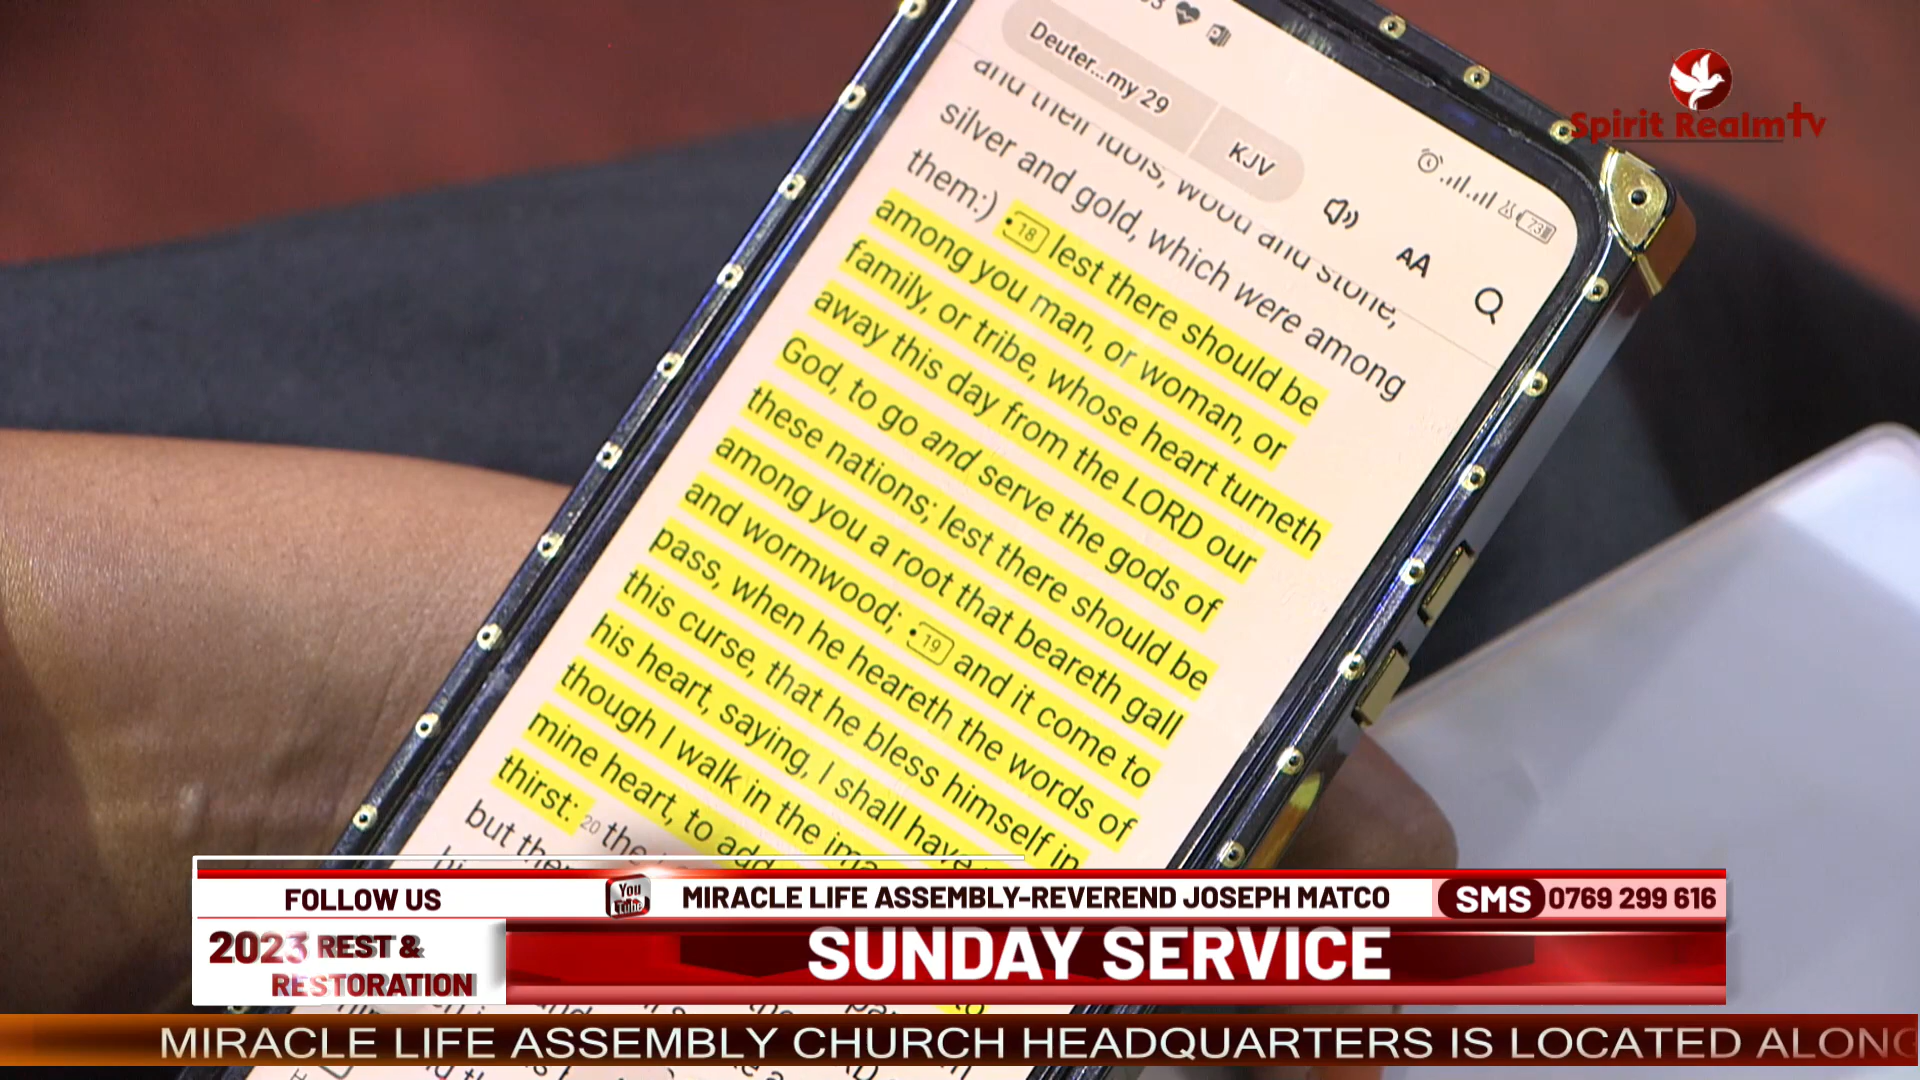 Deuter...my 29
KJV
73
Spirit Realm tv
and their idols, wood and stone,
silver and gold, which were among
them:) 18 lest there should be
among you man, or woman, or
family, or tribe, whose heart turneth
away this day from the LORD our
God, to go and serve the gods of
these nations; lest there should be
among you a root that beareth gall
and wormwood; 19 and it come to
pass, when he heareth the words of
this curse, that he bless himself in
his heart, saying, I shall have
though I walk in the
mine heart, to add
thirst: 20 the
but
FOLLOW US
You Tube
MIRACLE LIFE ASSEMBLY-REVEREND JOSEPH MATCO
SMS 0769 299 616
2023 REST &
RESTORATION
SUNDAY SERVICE
MIRACLE LIFE ASSEMBLY CHURCH HEADQUARTERS IS LOCATED ALONG